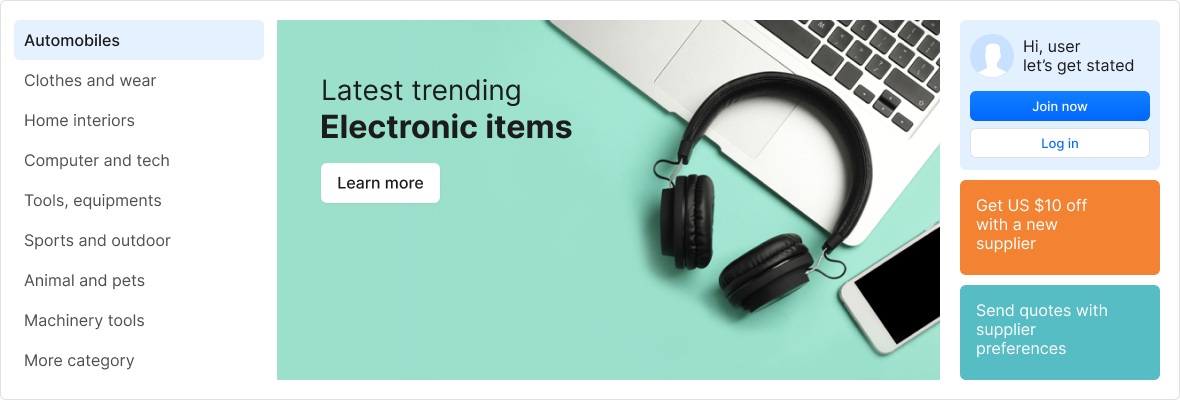 Automobiles
Clothes and wear
Home interiors
Computer and tech
Tools, equipments
Sports and outdoor
Animal and pets
Machinery tools
More category
Latest trending
Electronic items
Learn more
Hi, user
let’s get stated
Join now
Log in
Get US $10 off
with a new
supplier
Send quotes with
supplier
preferences